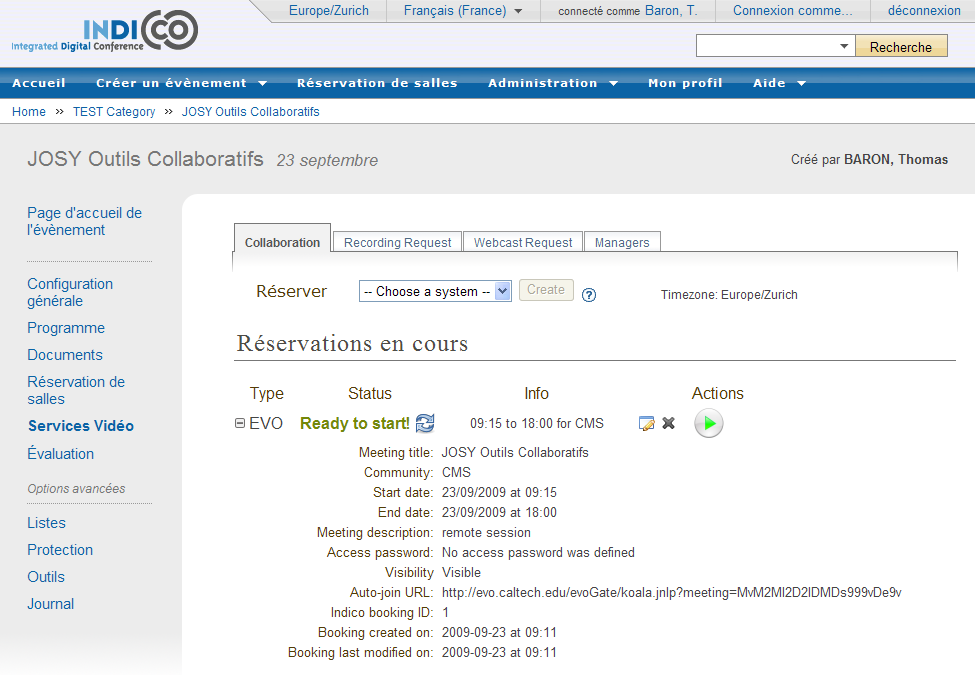 Europe/Zurich Français (France) connecté comme Baron, T. Connexion comme... déconnexion
INDICO
Integrated Digital Conference
Recherche
Accueil Créer un évènement Réservation de salles Administration Mon profil Aide
Home » TEST Category » JOSY Outils Collaboratifs
JOSY Outils Collaboratifs 23 septembre
Créé par BARON, Thomas
Page d'accueil de
l'évènement
Configuration
générale
Programme
Documents
Réservation de
salles
Services Vidéo
Évaluation
Options avancées
Listes
Protection
Outils
Journal
Collaboration Recording Request Webcast Request Managers
Réserver -- Choose a system -- Create ? Timezone: Europe/Zurich
Réservations en cours
Type Status Info Actions
EVO Ready to start! 09:15 to 18:00 for CMS
Meeting title: JOSY Outils Collaboratifs
Community: CMS
Start date: 23/09/2009 at 09:15
End date: 23/09/2009 at 18:00
Meeting description: remote session
Access password: No access password was defined
Visibility Visible
Auto-join URL: http://evo.caltech.edu/evoGate/koala.jnlp?meeting=MvM2Ml2D2lDMDs999vDe9v
Indico booking ID: 1
Booking created on: 2009-09-23 at 09:11
Booking last modified on: 2009-09-23 at 09:11